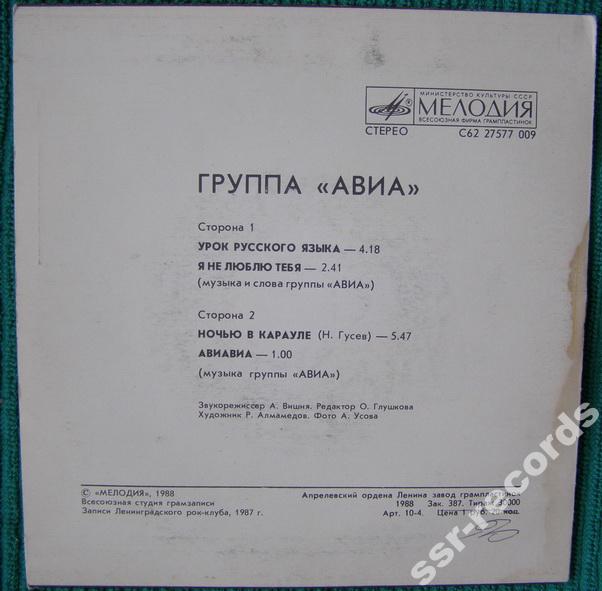 МИНИСТЕРСТВО КУЛЬТУРЫ СССР
МЕЛОДИЯ
ВСЕСОЮЗНАЯ ФИРМА ГРАМПЛАСТИНОК
СТЕРЕО С62 27577 009
ГРУППА «АВИА»
Сторона 1
УРОК РУССКОГО ЯЗЫКА — 4.18
Я НЕ ЛЮБЛЮ ТЕБЯ — 2.41
(музыка и слова группы «АВИА»)
Сторона 2
НОЧЬЮ В КАРАУЛЕ (Н. Гусев) — 5.47
АВИАВИА — 1.00
(музыка группы «АВИА»)
Звукорежиссер А. Вишня. Редактор О. Глушкова
Художник Р. Алмамедов. Фото А. Усова
© «МЕЛОДИЯ», 1988
Всесоюзная студия грамзаписи
Записи Ленинградского рок-клуба, 1987 г.
Апрелевский ордена Ленина завод грампластинок
1988 Зак. 387. Тираж 30000
Арт. 10-4. Цена 1 руб. коп.
ssr-records